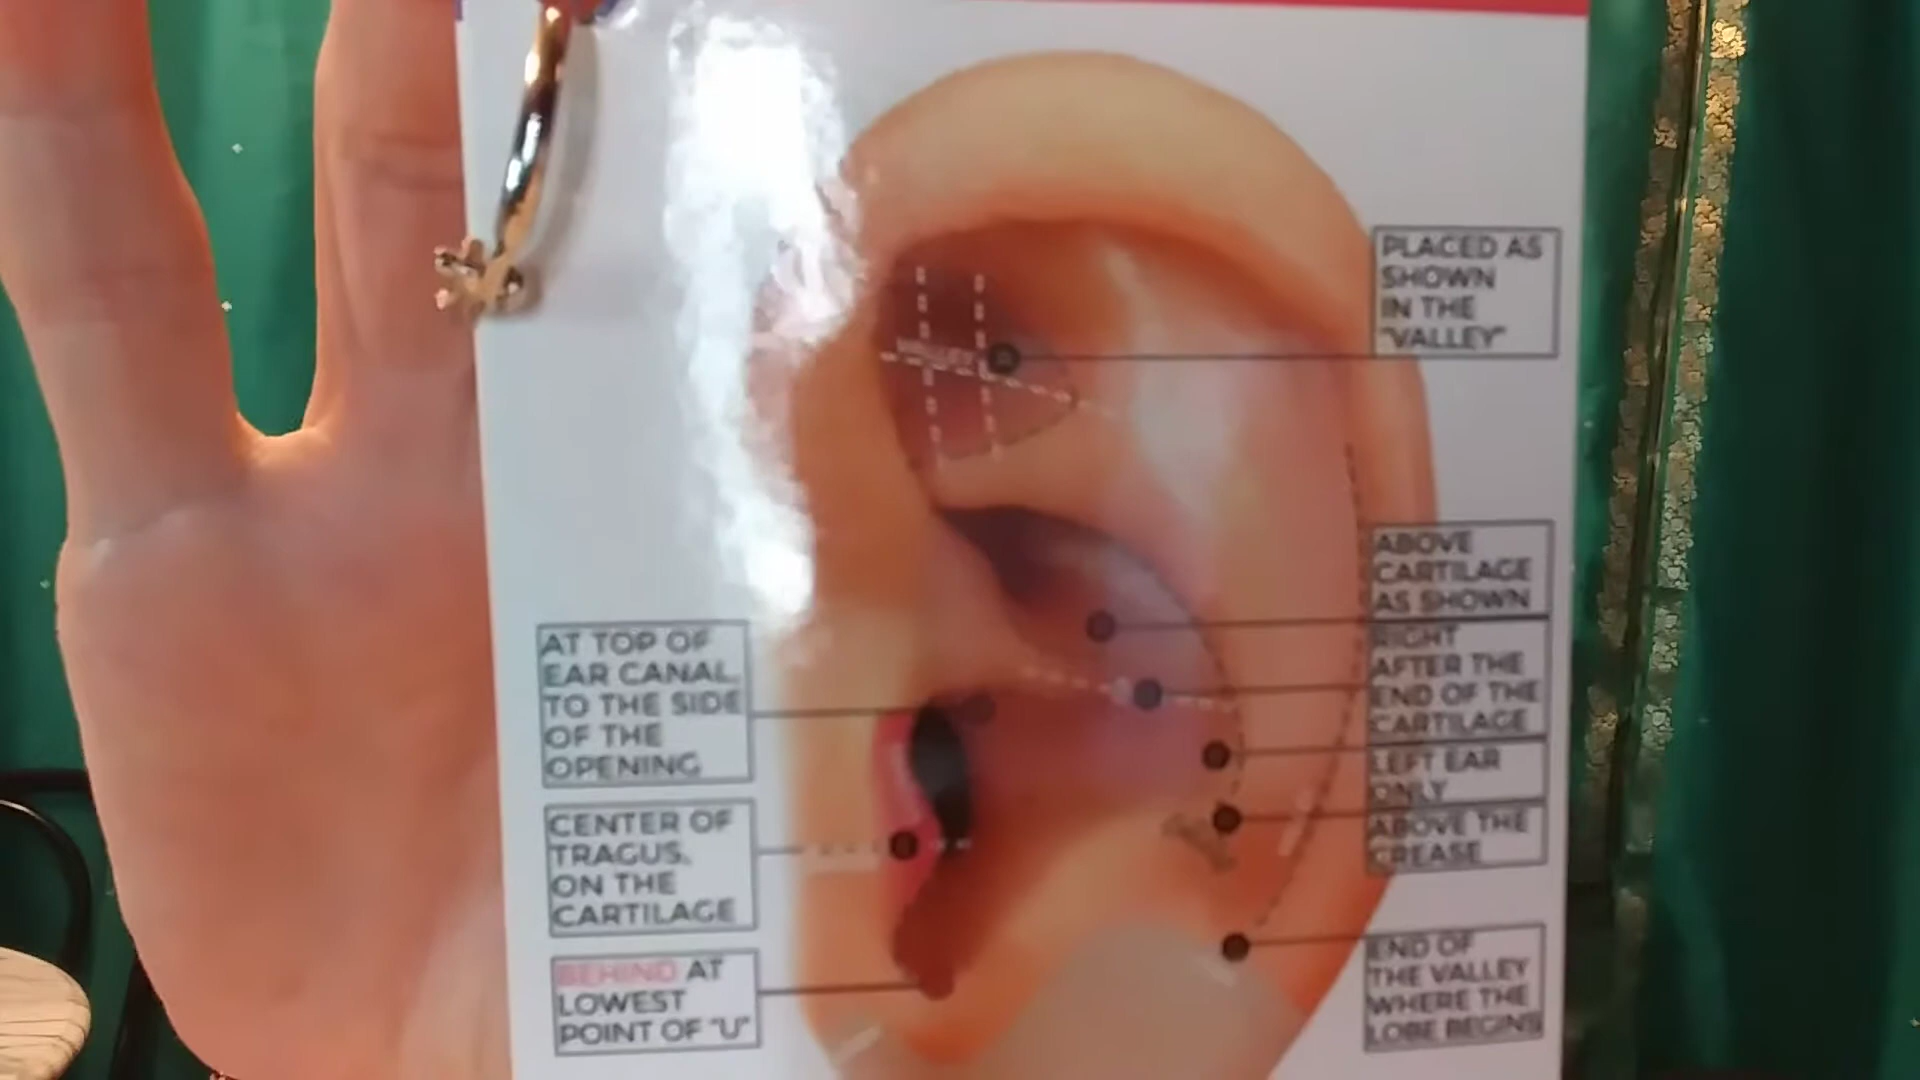 PLACED AS
SHOWN
IN THE
"VALLEY"
VALLEY
ABOVE
CARTILAGE
AS SHOWN
RIGHT
AFTER THE
END OF THE
CARTILAGE
LEFT EAR
ONLY
ABOVE THE
CREASE
END OF
THE VALLEY
WHERE THE
LOBE BEGINS
AT TOP OF
EAR CANAL,
TO THE SIDE
OF THE
OPENING
CENTER OF
TRAGUS,
ON THE
CARTILAGE
BEHIND AT
LOWEST
POINT OF "U"